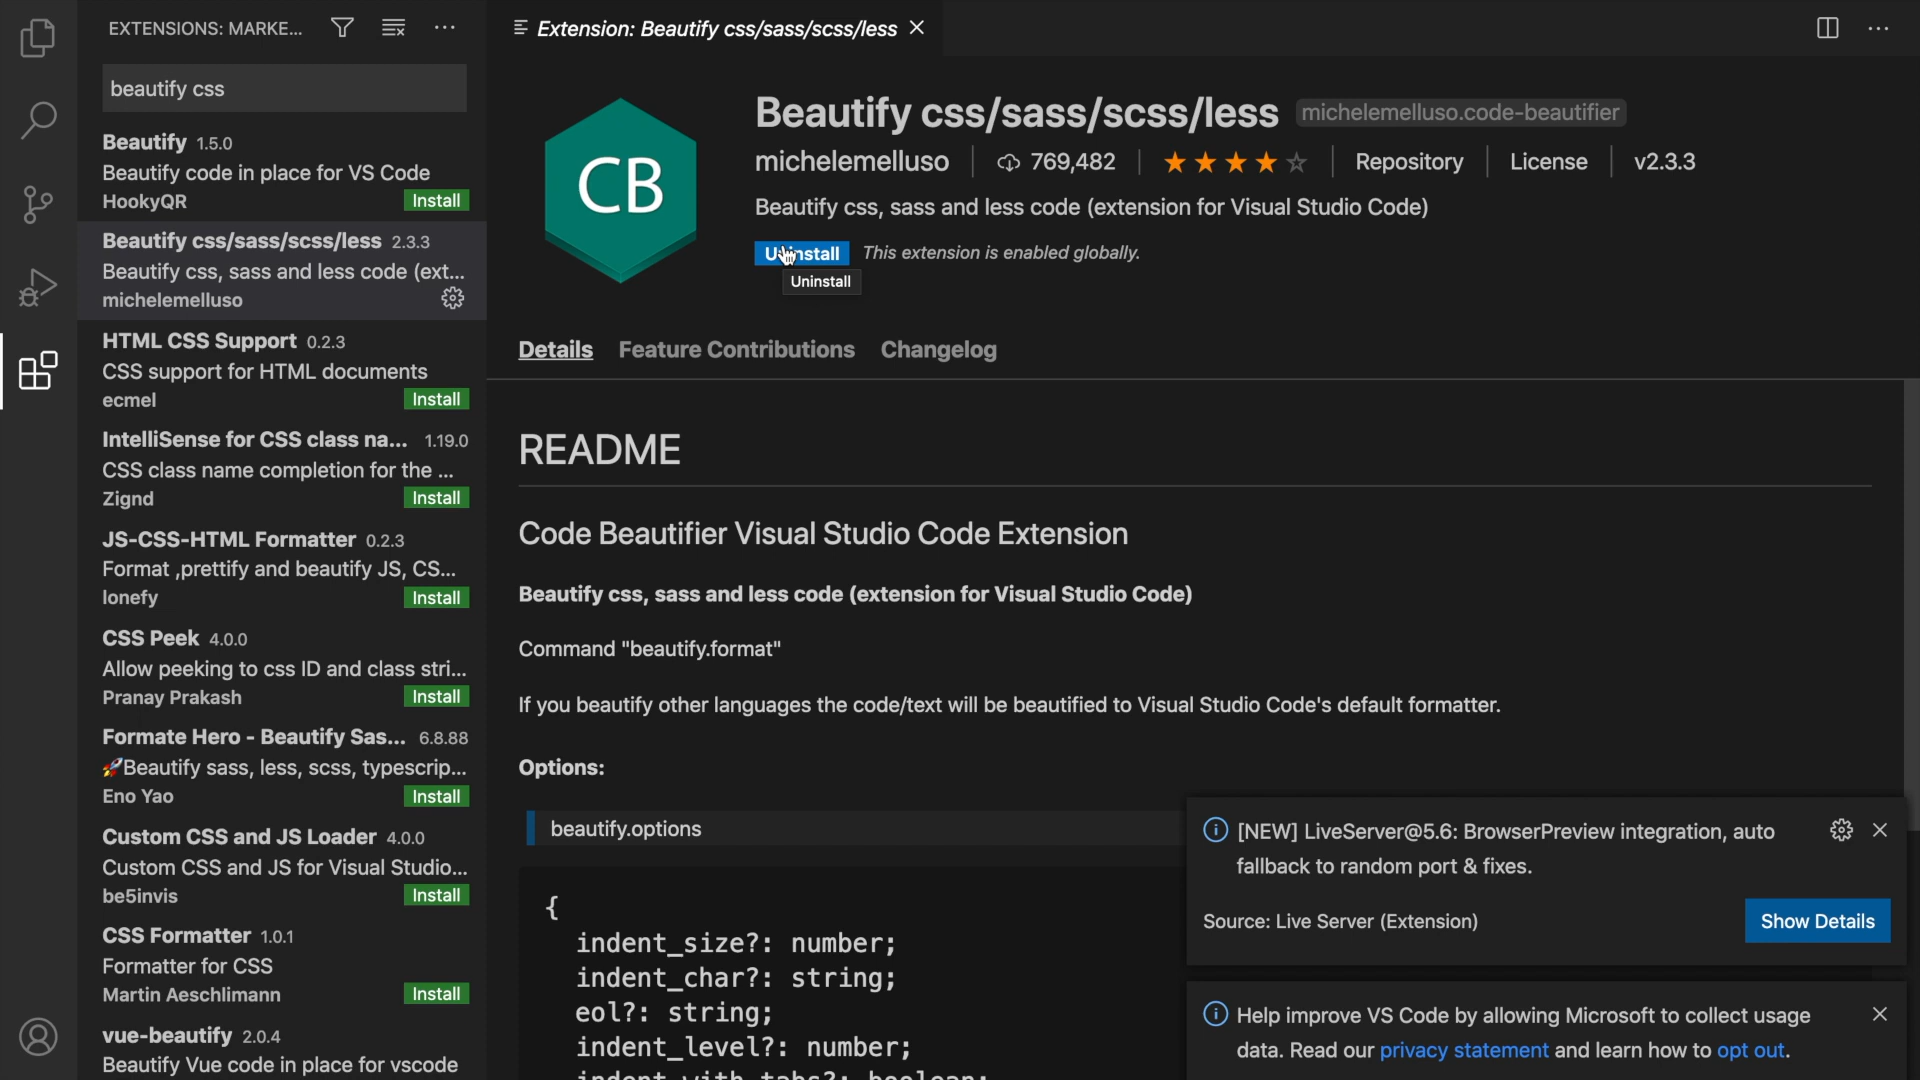 EXTENSIONS: MARKE...
beautify css
Beautify 1.5.0
Beautify code in place for VS Code
HookyQR Install
Beautify css/sass/scss/less 2.3.3
Beautify css, sass and less code (ext...
michelemelluso
HTML CSS Support 0.2.3
CSS support for HTML documents
ecmel Install
IntelliSense for CSS class na... 1.19.0
CSS class name completion for the ...
Zignd Install
JS-CSS-HTML Formatter 0.2.3
Format ,prettify and beautify JS, CS...
lonefy Install
CSS Peek 4.0.0
Allow peeking to css ID and class stri...
Pranay Prakash Install
Formate Hero - Beautify Sas... 6.8.88
🚀Beautify sass, less, scss, typescrip...
Eno Yao Install
Custom CSS and JS Loader 4.0.0
Custom CSS and JS for Visual Studio...
be5invis Install
CSS Formatter 1.0.1
Formatter for CSS
Martin Aeschlimann Install
vue-beautify 2.0.4
Beautify Vue code in place for vscode
Extension: Beautify css/sass/scss/less
CB
Beautify css/sass/scss/less michelemelluso.code-beautifier
michelemelluso 769,482 Repository License v2.3.3
Beautify css, sass and less code (extension for Visual Studio Code)
Uninstall This extension is enabled globally.
Uninstall
Details Feature Contributions Changelog
README
Code Beautifier Visual Studio Code Extension
Beautify css, sass and less code (extension for Visual Studio Code)
Command "beautify.format"
If you beautify other languages the code/text will be beautified to Visual Studio Code's default formatter.
Options:
beautify.options
{
indent_size?: number;
indent_char?: string;
eol?: string;
indent_level?: number;
indent_with_tabs?: boolean;
[NEW] LiveServer@5.6: BrowserPreview integration, auto
fallback to random port & fixes.
Source: Live Server (Extension) Show Details
Help improve VS Code by allowing Microsoft to collect usage
data. Read our privacy statement and learn how to opt out.